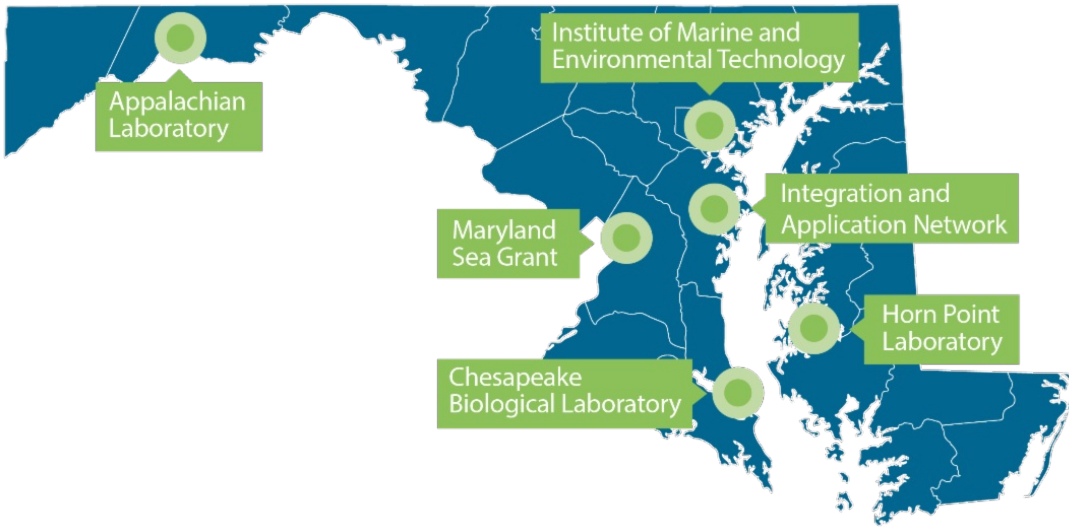 Institute of Marine and
Environmental Technology
Appalachian
Laboratory
Integration and
Application Network
Maryland
Sea Grant
Horn Point
Laboratory
Chesapeake
Biological Laboratory